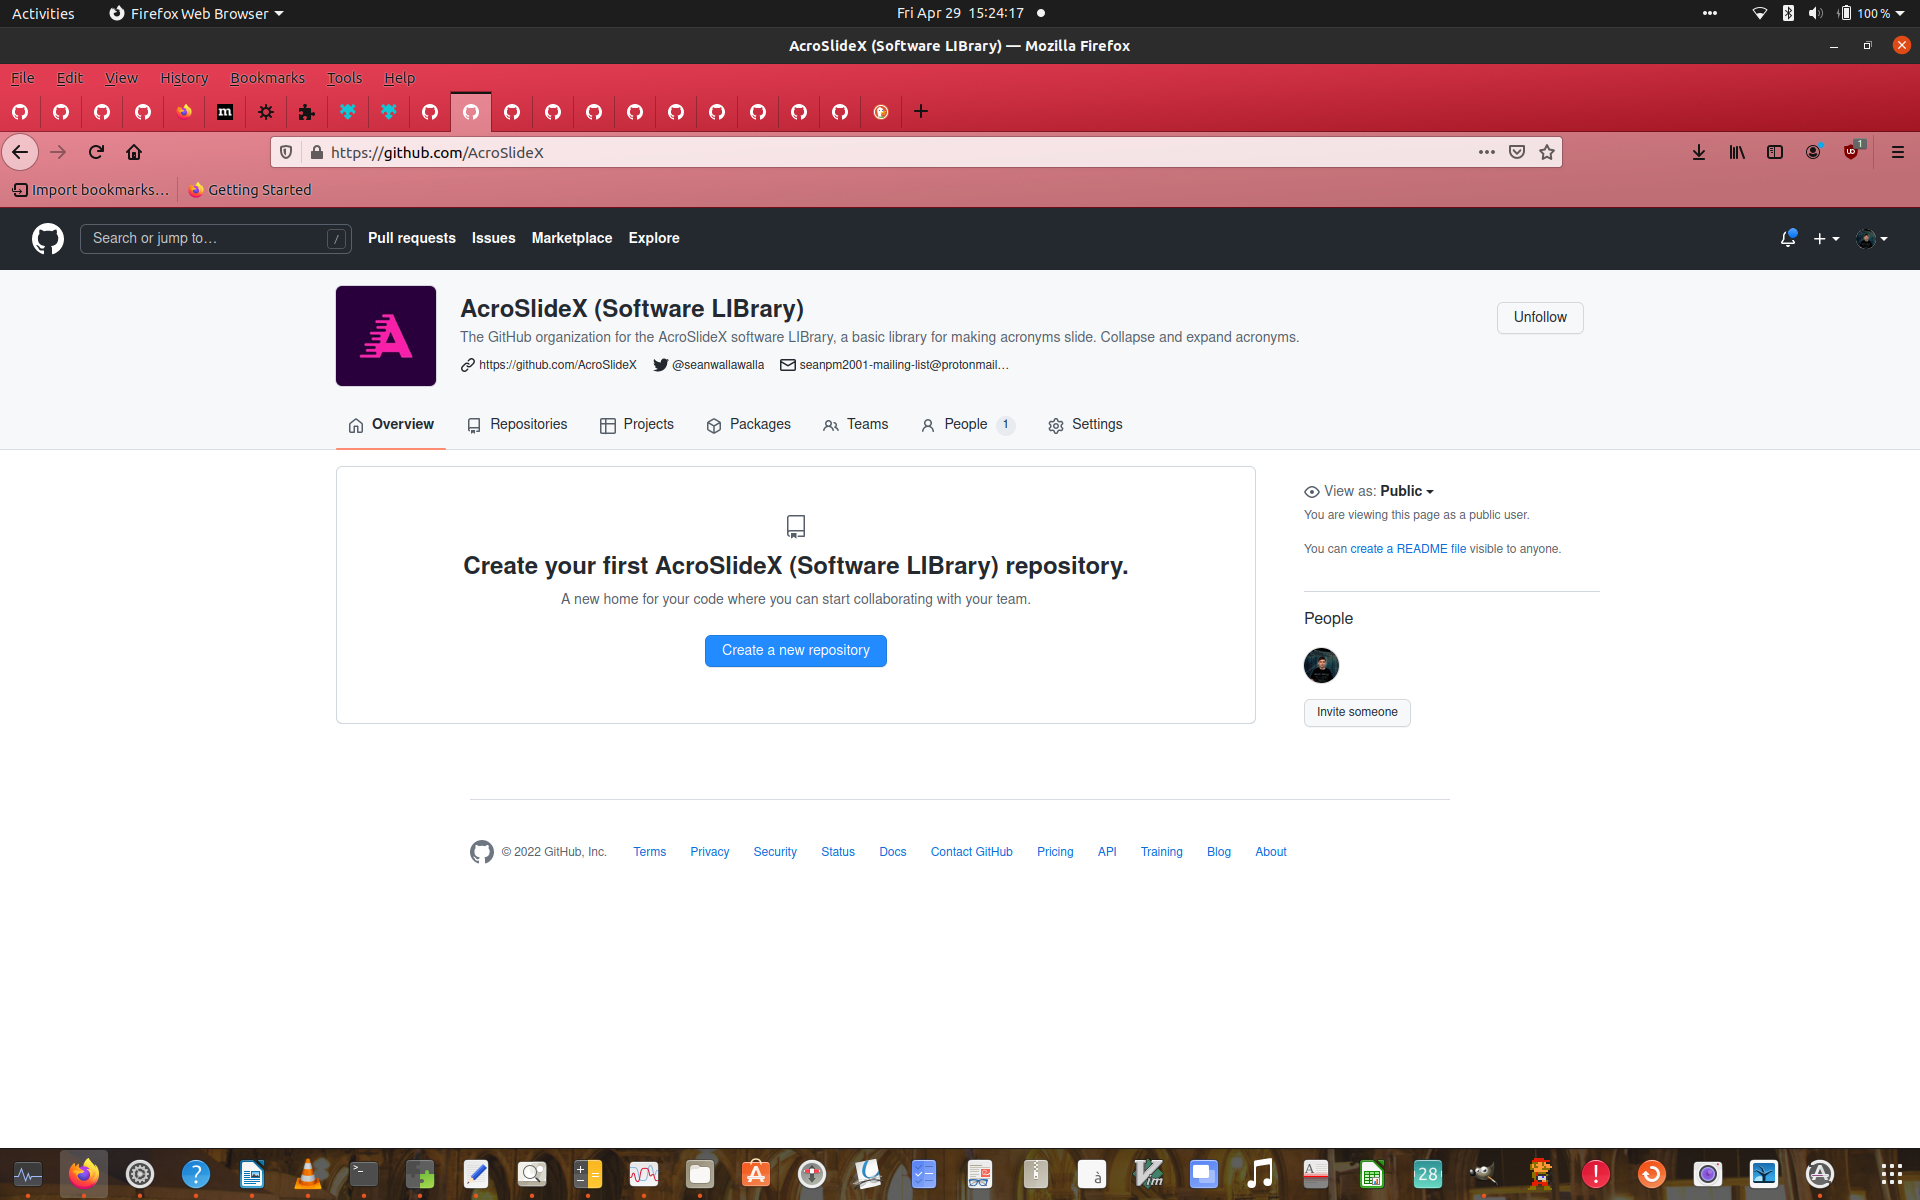 Activities Firefox Web Browser Fri Apr 29 15:24:17 100 %
AcroSlideX (Software LIBrary) — Mozilla Firefox
File Edit View History Bookmarks Tools Help
https://github.com/AcroSlideX 1
Import bookmarks… Getting Started
Search or jump to… / Pull requests Issues Marketplace Explore
AcroSlideX (Software LIBrary)
Unfollow
The GitHub organization for the AcroSlideX software LIBrary, a basic library for making acronyms slide. Collapse and expand acronyms.
https://github.com/AcroSlideX @seanwallawalla seanpm2001-mailing-list@protonmail…
Overview Repositories Projects Packages Teams People 1 Settings
View as: Public
You are viewing this page as a public user.
You can create a README file visible to anyone.
Create your first AcroSlideX (Software LIBrary) repository.
A new home for your code where you can start collaborating with your team.
Create a new repository
People
Invite someone
© 2022 GitHub, Inc. Terms Privacy Security Status Docs Contact GitHub Pricing API Training Blog About
28